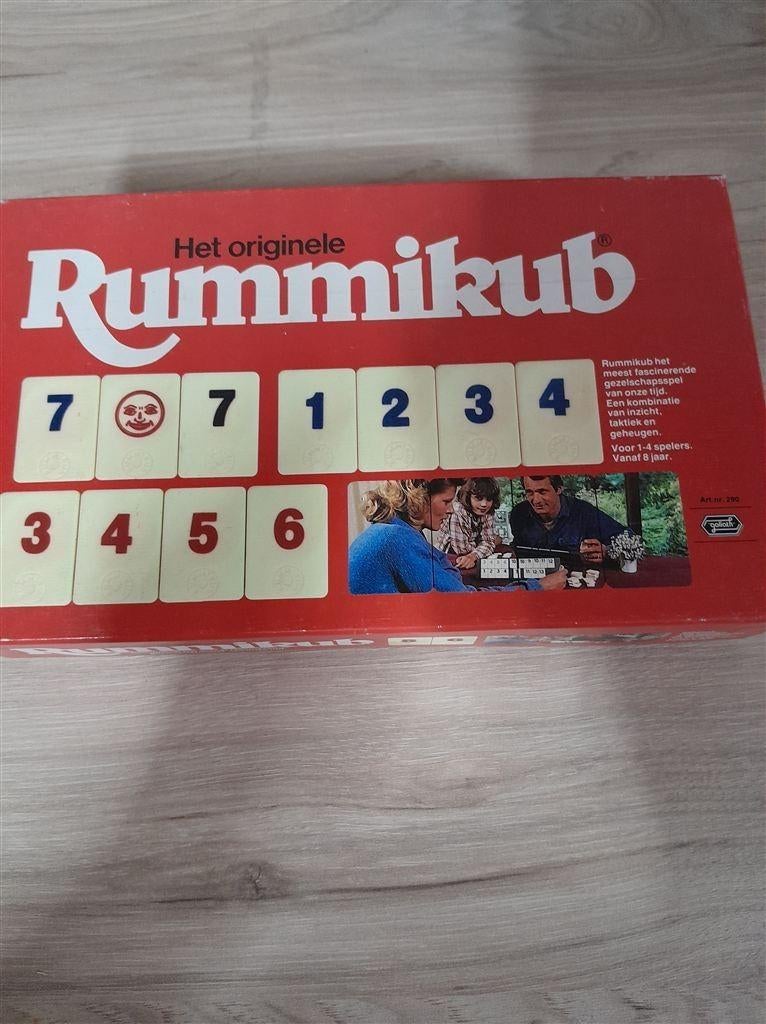 Het originele
Rummikub®
7 7 1 2 3 4
Rummikub het
meest fascinerende
gezelschapsspel
van onze tijd.
Een kombinatie
van inzicht,
taktiek en
geheugen.
Voor 1-4 spelers.
Vanaf 8 jaar.
3 4 5 6
Art.nr. 290
goliath
Rummikub